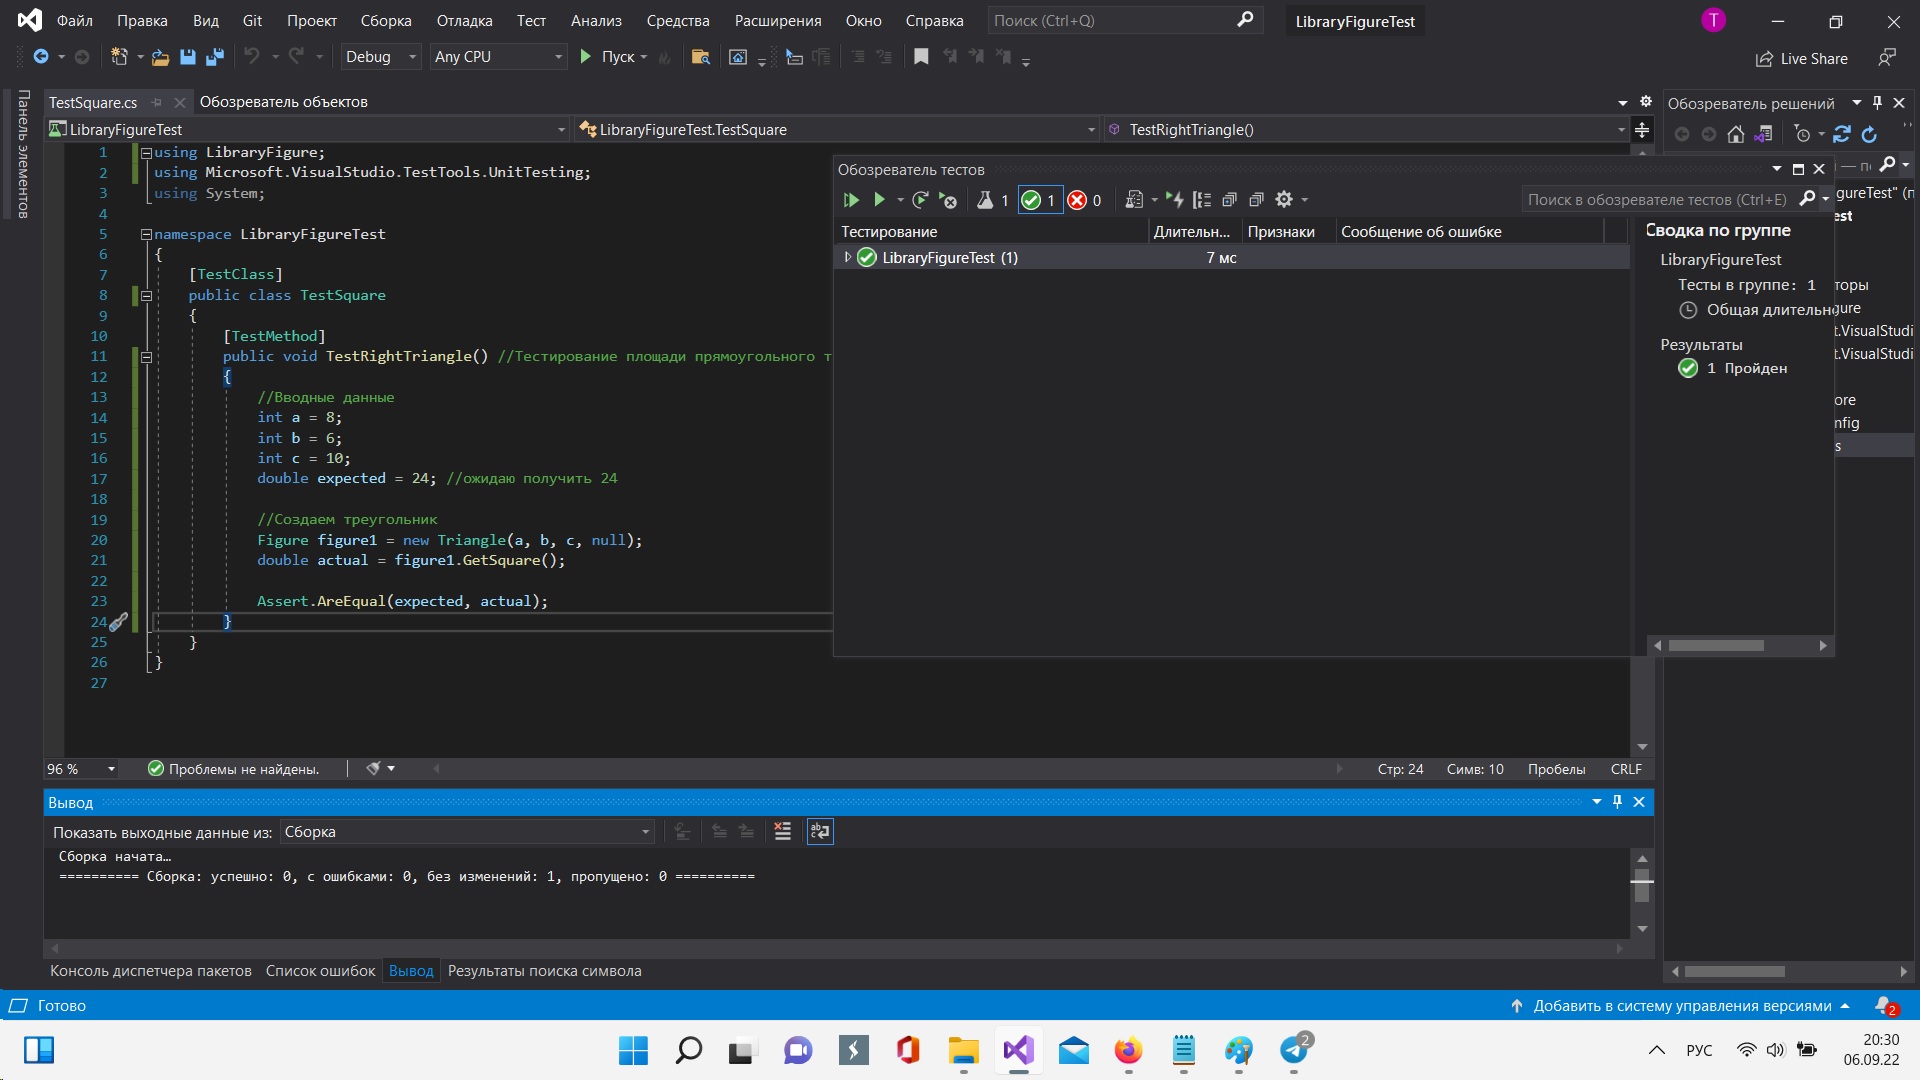 Файл Правка Вид Git Проект Сборка Отладка Тест Анализ Средства Расширения Окно Справка Поиск (Ctrl+Q) LibraryFigureTest T
Debug Any CPU Пуск Live Share
Панель элементов
TestSquare.cs Обозреватель объектов
LibraryFigureTest LibraryFigureTest.TestSquare TestRightTriangle()
1 using LibraryFigure;
2 using Microsoft.VisualStudio.TestTools.UnitTesting;
3 using System;
4
5 namespace LibraryFigureTest
6 {
7 [TestClass]
8 public class TestSquare
9 {
10 [TestMethod]
11 public void TestRightTriangle() //Тестирование площади прямоугольного т
12 {
13 //Вводные данные
14 int a = 8;
15 int b = 6;
16 int c = 10;
17 double expected = 24; //ожидаю получить 24
18
19 //Создаем треугольник
20 Figure figure1 = new Triangle(a, b, c, null);
21 double actual = figure1.GetSquare();
22
23 Assert.AreEqual(expected, actual);
24 }
25 }
26 }
27
Обозреватель тестов
1 1 0 Поиск в обозревателе тестов (Ctrl+E)
Тестирование Длительн... Признаки Сообщение об ошибке
LibraryFigureTest (1) 7 мс
Сводка по группе
LibraryFigureTest
Тесты в группе: 1
Общая длительн
Результаты
1 Пройден
Обозреватель решений
— п
gureTest" (п
est
торы
gure
t.VisualStudi
t.VisualStudi
ore
nfig
s
96 % Проблемы не найдены. Стр: 24 Симв: 10 Пробелы CRLF
Вывод
Показать выходные данные из: Сборка
Сборка начата…
========== Сборка: успешно: 0, с ошибками: 0, без изменений: 1, пропущено: 0 ==========
Консоль диспетчера пакетов Список ошибок Вывод Результаты поиска символа
Готово Добавить в систему управления версиями 2
2 РУС 20:30
06.09.22